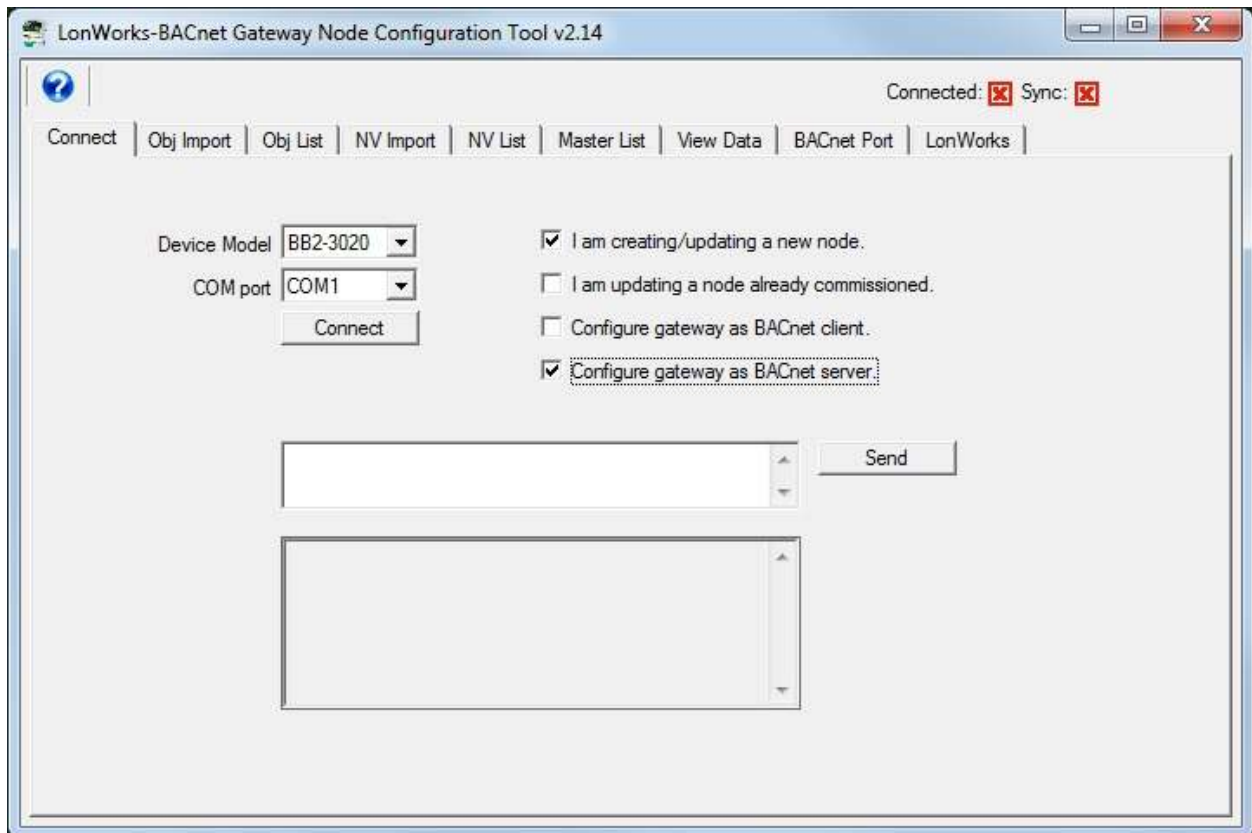 LonWorks-BACnet Gateway Node Configuration Tool v2.14
Connected: Sync:
Connect Obj Import Obj List NV Import NV List Master List View Data BACnet Port LonWorks
Device Model BB2-3020 I am creating/updating a new node.
COM port COM1 I am updating a node already commissioned.
Connect Configure gateway as BACnet client.
Configure gateway as BACnet server.
Send